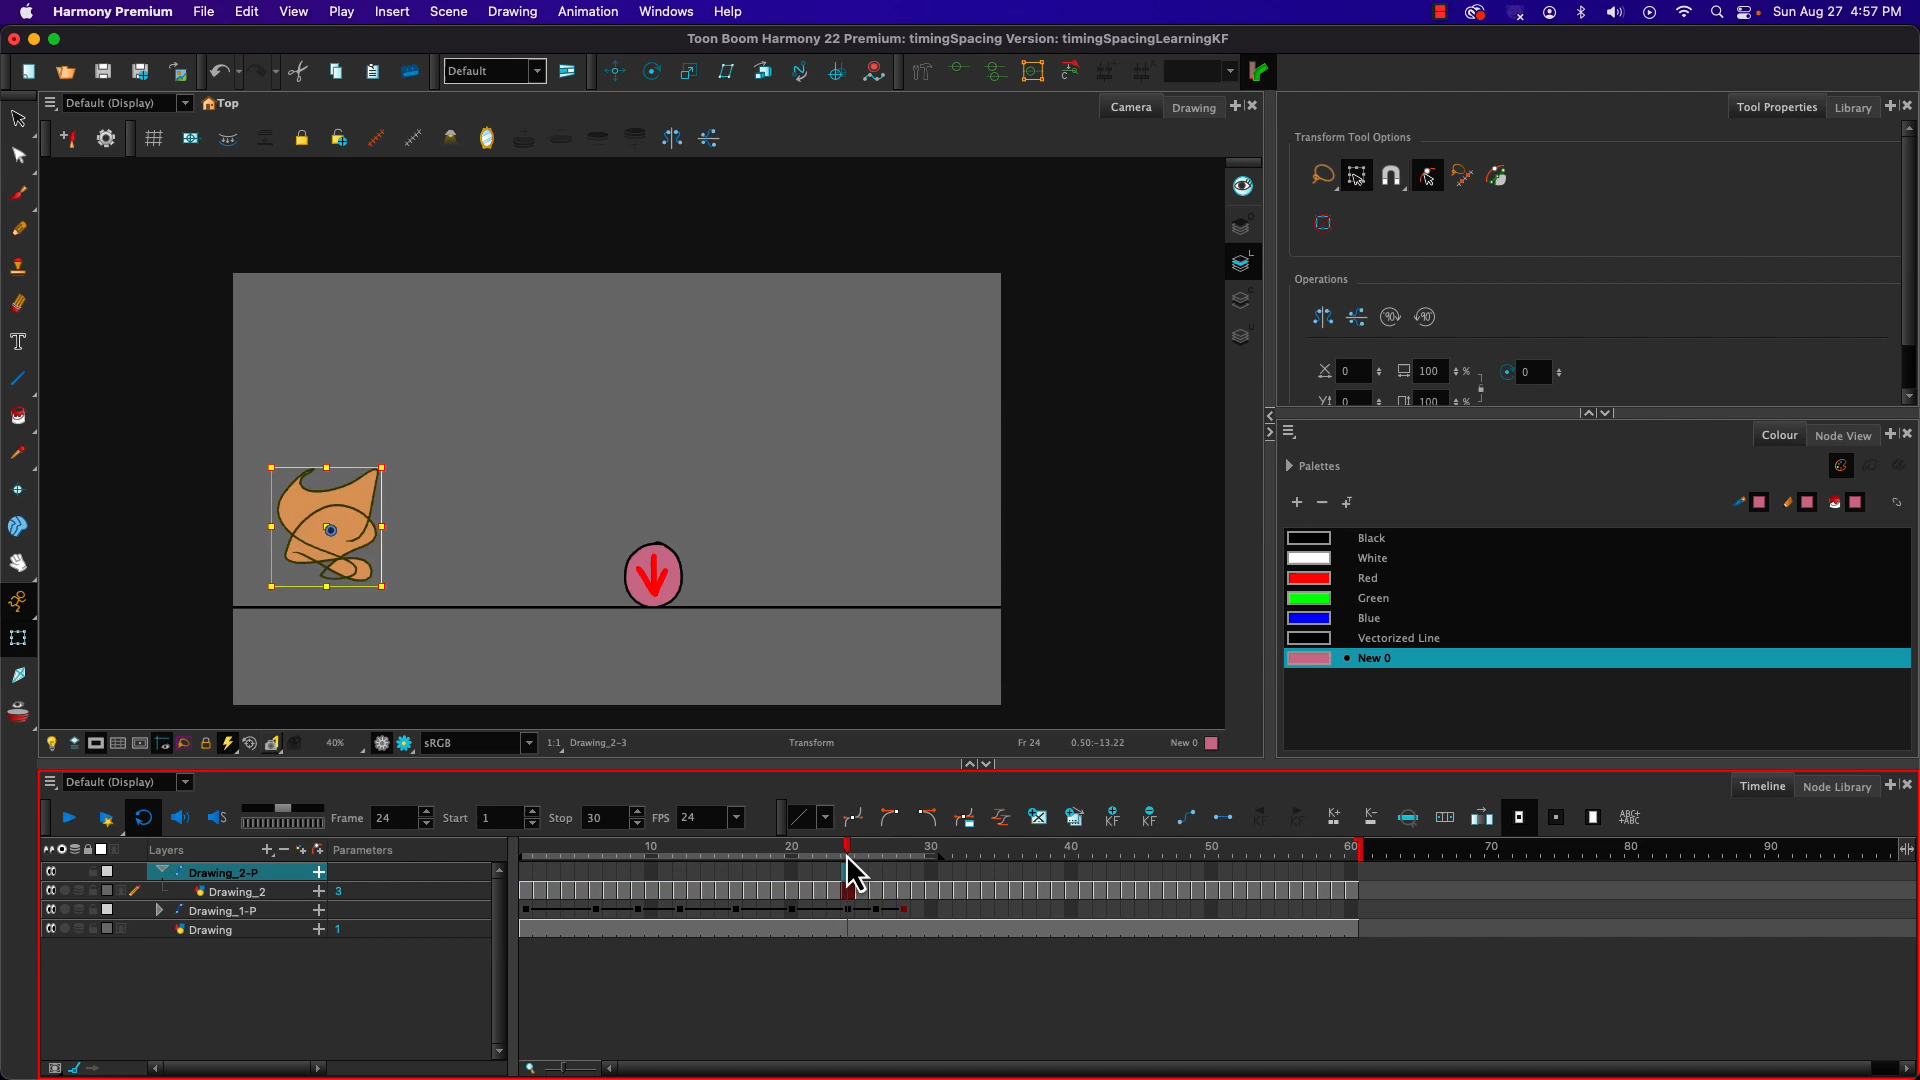 Harmony Premium File Edit View Play Insert Scene Drawing Animation Windows Help Sun Aug 27 4:57 PM
Toon Boom Harmony 22 Premium: timingSpacing Version: timingSpacingLearningKF
Default
Default (Display) Top Camera Drawing Tool Properties Library
Transform Tool Options
Operations
0 100 % 0
0 100 %
Colour Node View
Palettes
Black
White
Red
Green
Blue
Vectorized Line
New 0
40% sRGB 1:1 Drawing_2-3 Transform Fr 24 0.50:-13.22 New 0
Default (Display) Timeline Node Library
Frame 24 Start 1 Stop 30 FPS 24
Layers Parameters 10 20 30 40 50 60 70 80 90
Drawing_2-P
Drawing_2 3
Drawing_1-P
Drawing 1